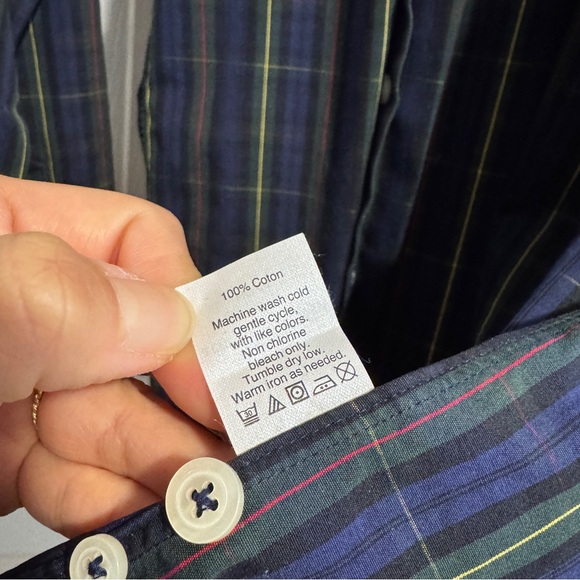 100% Coton
Machine wash cold
gentle cycle,
with like colors.
Non chlorine
bleach only.
Tumble dry low.
Warm iron as needed.
30